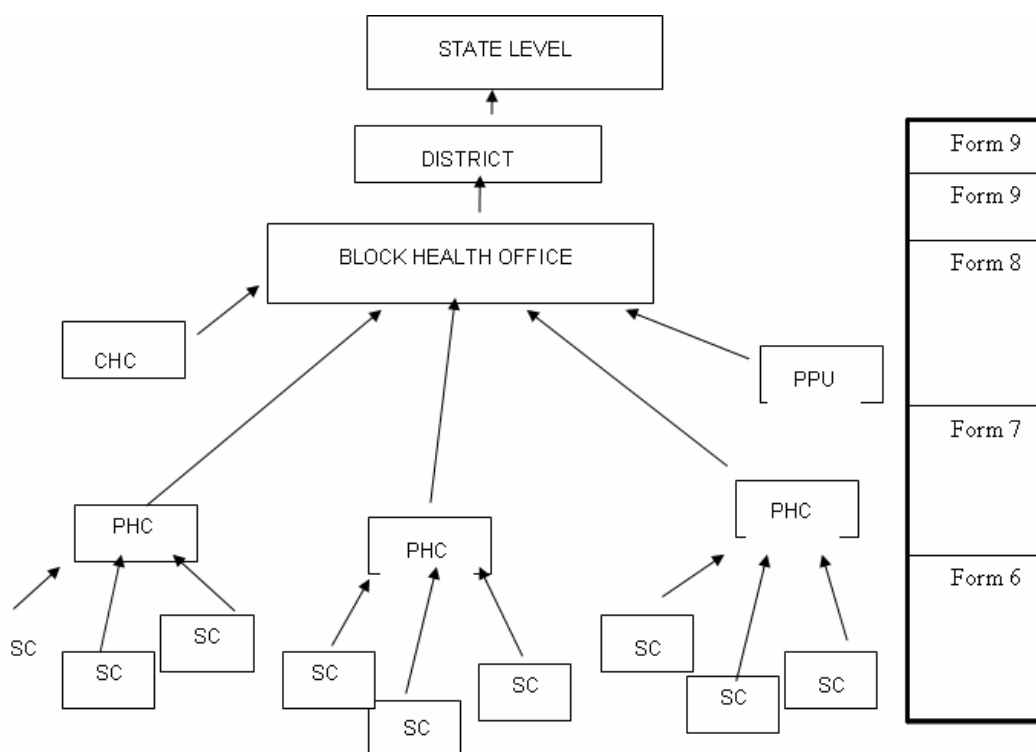 STATE LEVEL
DISTRICT
BLOCK HEALTH OFFICE
CHC
PPU
PHC
PHC
PHC
SC
SC
SC
SC
SC
SC
SC
SC
SC
Form 9
Form 9
Form 8
Form 7
Form 6